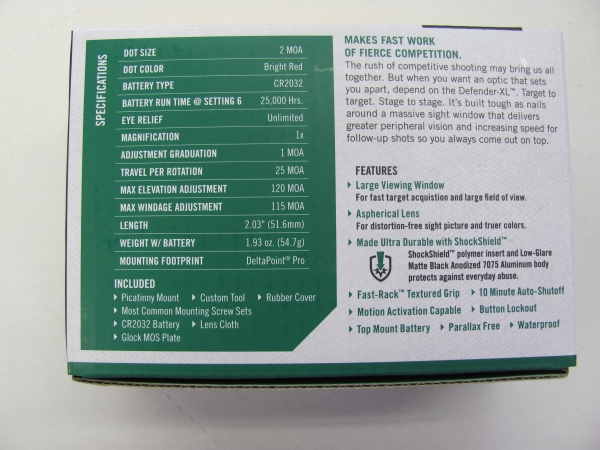 SPECIFICATIONS
DOT SIZE 2 MOA
DOT COLOR Bright Red
BATTERY TYPE CR2032
BATTERY RUN TIME @ SETTING 6 25,000 Hrs.
EYE RELIEF Unlimited
MAGNIFICATION 1x
ADJUSTMENT GRADUATION 1 MOA
TRAVEL PER ROTATION 25 MOA
MAX ELEVATION ADJUSTMENT 120 MOA
MAX WINDAGE ADJUSTMENT 115 MOA
LENGTH 2.03" (51.6mm)
WEIGHT W/ BATTERY 1.93 oz. (54.7g)
MOUNTING FOOTPRINT DeltaPoint® Pro
INCLUDED
Picatinny Mount Custom Tool Rubber Cover
Most Common Mounting Screw Sets
CR2032 Battery Lens Cloth
Glock MOS Plate
MAKES FAST WORK
OF FIERCE COMPETITION.
The rush of competitive shooting may bring us all
together. But when you want an optic that sets
you apart, depend on the Defender-XL™. Target to
target. Stage to stage. It's built tough as nails
around a massive sight window that delivers
greater peripheral vision and increasing speed for
follow-up shots so you always come out on top.
FEATURES
Large Viewing Window
For fast target acquistion and large field of view.
Aspherical Lens
For distortion-free sight picture and truer colors.
Made Ultra Durable with ShockShield™
ShockShield™ polymer insert and Low-Glare
Matte Black Anodized 7075 Aluminum body
protects against everyday abuse.
Fast-Rack™ Textured Grip 10 Minute Auto-Shutoff
Motion Activation Capable Button Lockout
Top Mount Battery Parallax Free Waterproof